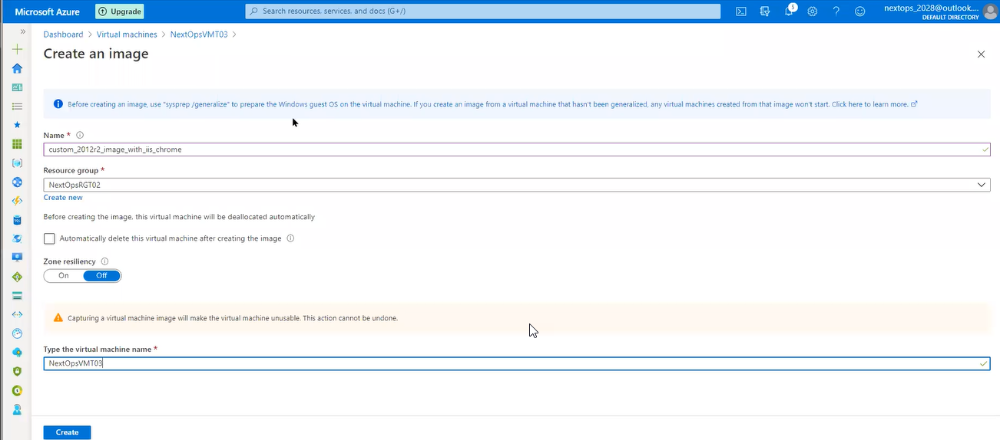 Microsoft Azure
Upgrade
Search resources, services, and docs (G+/)
5
nextops_2028@outlook....
DEFAULT DIRECTORY
Dashboard > Virtual machines > NextOpsVMT03 >
Create an image
Before creating an image, use "sysprep /generalize" to prepare the Windows guest OS on the virtual machine. If you create an image from a virtual machine that hasn't been generalized, any virtual machines created from that image won't start. Click here to learn more.
Name *
custom_2012r2_image_with_iis_chrome
Resource group *
NextOpsRGT02
Create new
Before creating the image, this virtual machine will be deallocated automatically
Automatically delete this virtual machine after creating the image
Zone resiliency
On Off
Capturing a virtual machine image will make the virtual machine unusable. This action cannot be undone.
Type the virtual machine name *
NextOpsVMT03
Create